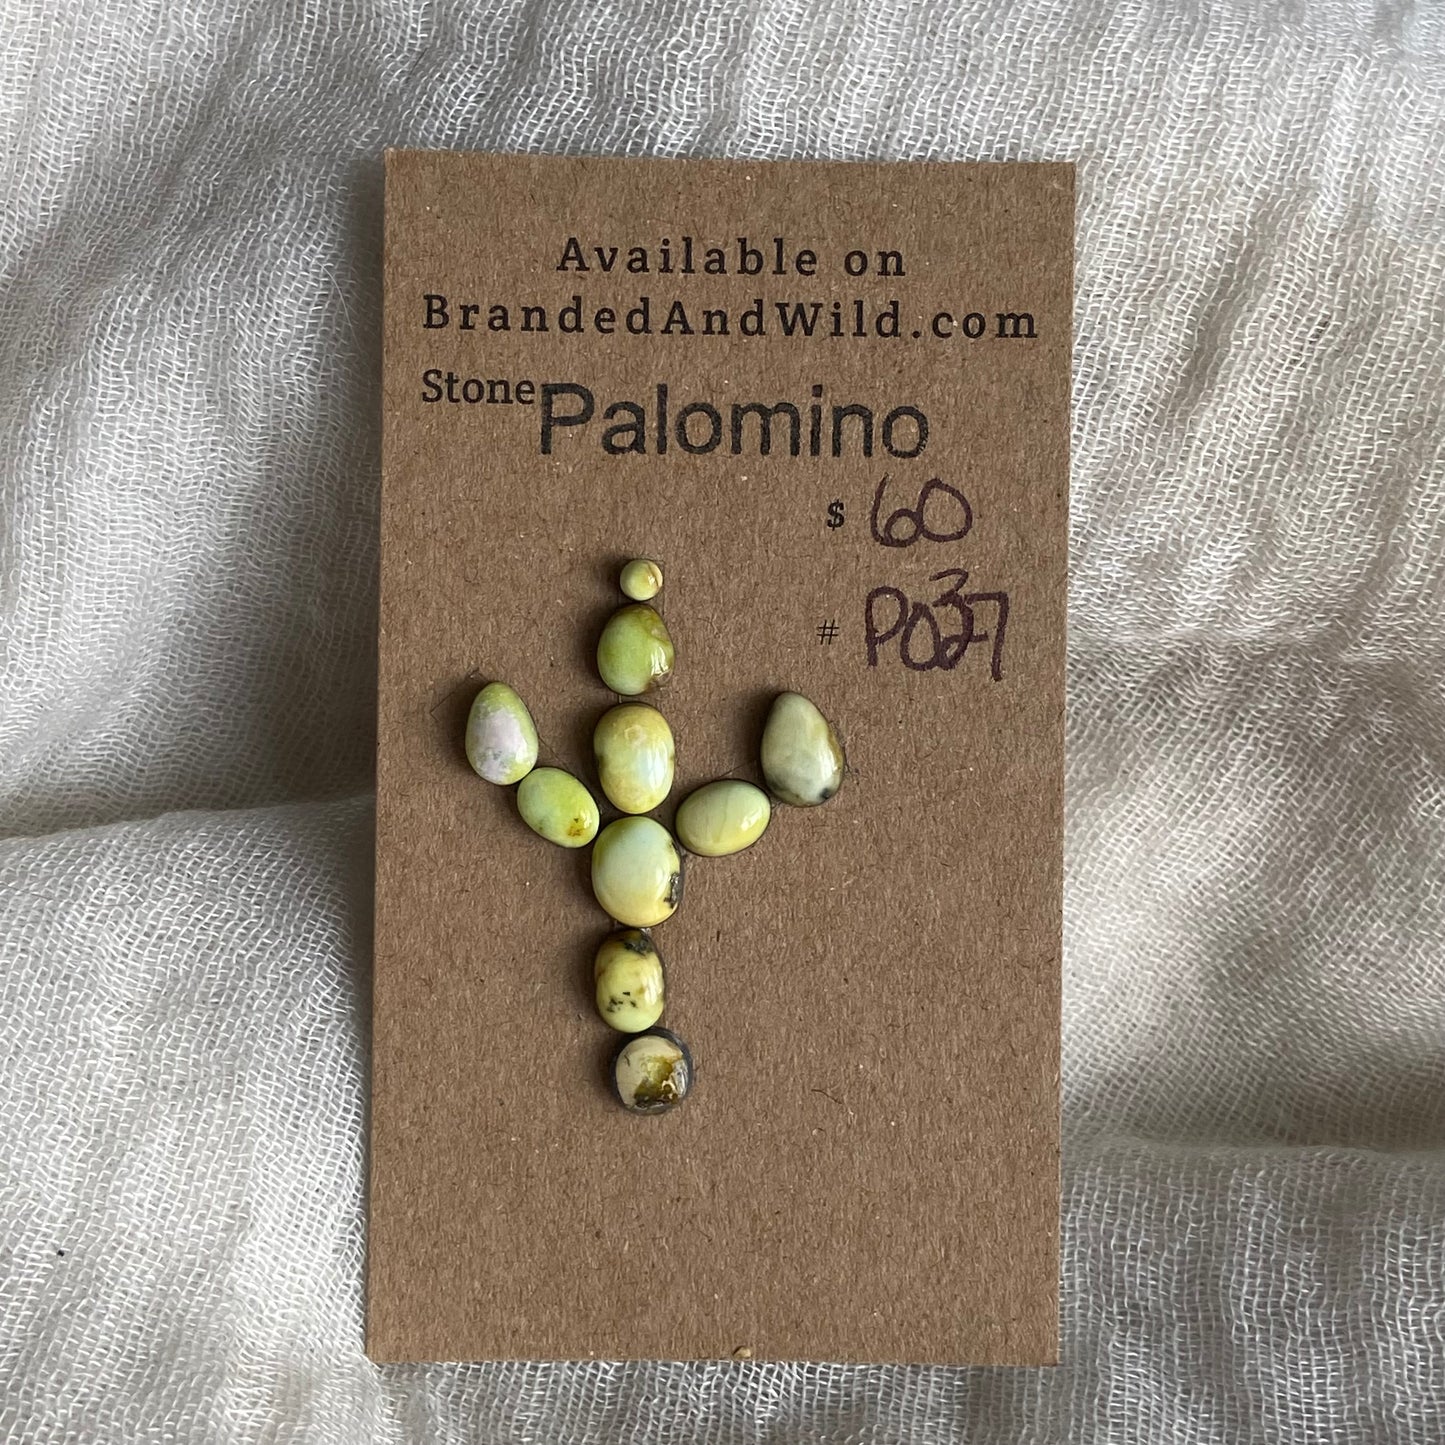 Available on
BrandedAndWild.com
Stone Palomino
$ 60
# P037